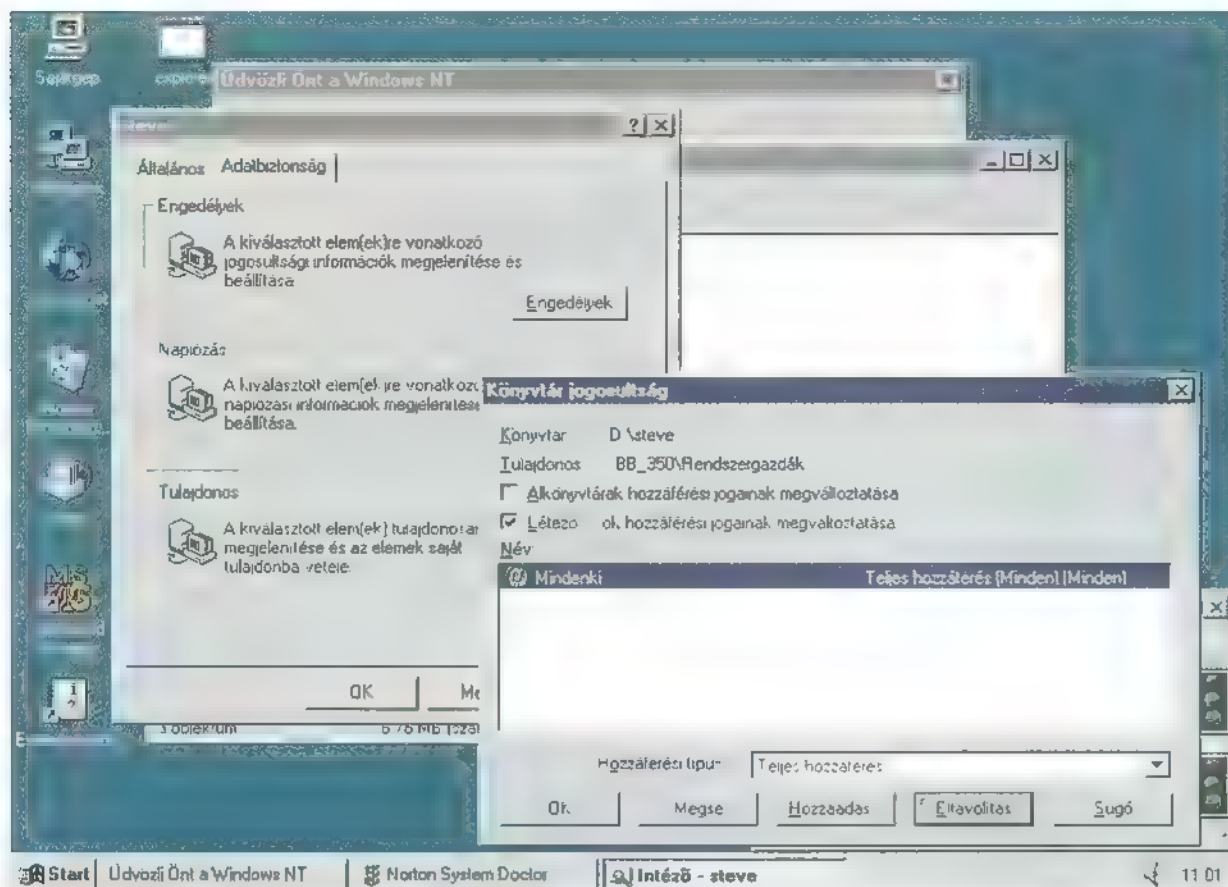 Üdvözli Önt a Windows NT
Általános Adatbiztonság
Engedélyek
A kiválasztott elem(ek)re vonatkozó
jogosultsági információk megjelenítése és
beállítása
Engedélyek
Naplózás
A kiválasztott elem(ek)re vonatkozó
naplózási információk megjelenítése
beállítása.
Tulajdonos
A kiválasztott elem(ek)
megjelenítése és az elemek saját
tulajdonba vétele.
OK
Könyvtár jogosultság
Könyvtár D:\steve
Tulajdonos BB_350\Rendszergazdák
Alkönyvtárak hozzáférési jogainak megváltoztatása
Létező ok hozzáférési jogainak megváltoztatása
Név
Mindenki Teljes hozzáférés (Minden) (Minden)
Hozzáférési típus Teljes hozzáférés
OK Mégse Hozzáadás Eltávolítás Súgó
MS
Start Üdvözli Önt a Windows NT Norton System Doctor Intéző - steve 11:01